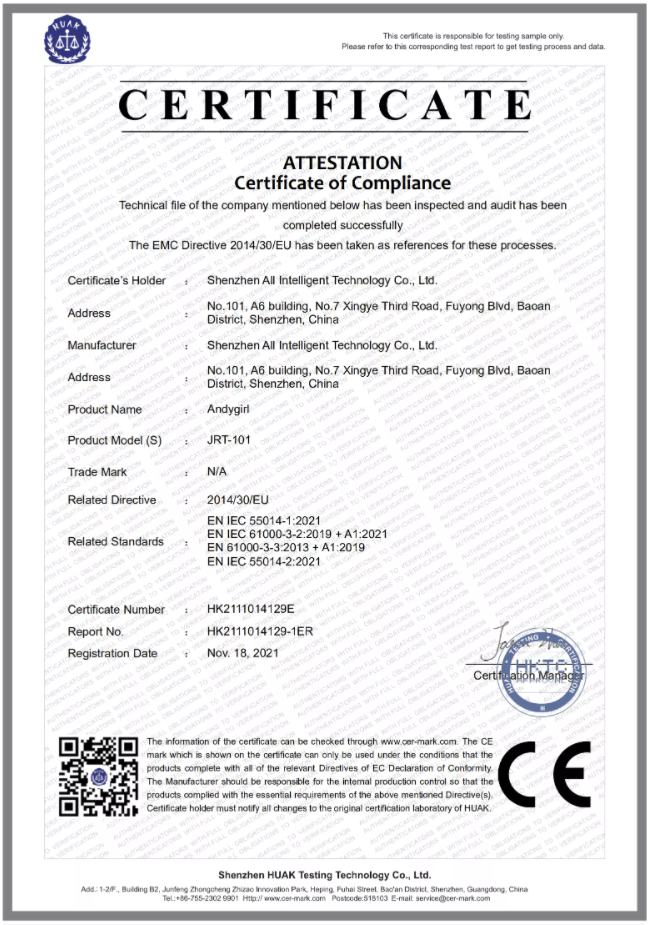 HUAK
This certificate is responsible for testing sample only.
Please refer to this corresponding test report to get testing process and data.
CERTIFICATE
ATTESTATION
Certificate of Compliance
Technical file of the company mentioned below has been inspected and audit has been
completed successfully
The EMC Directive 2014/30/EU has been taken as references for these processes.
Certificate's Holder : Shenzhen All Intelligent Technology Co., Ltd.
Address : No.101, A6 building, No.7 Xingye Third Road, Fuyong Blvd, Baoan
District, Shenzhen, China
Manufacturer : Shenzhen All Intelligent Technology Co., Ltd.
Address : No.101, A6 building, No.7 Xingye Third Road, Fuyong Blvd, Baoan
District, Shenzhen, China
Product Name : Andygirl
Product Model (S) : JRT-101
Trade Mark : N/A
Related Directive : 2014/30/EU
Related Standards : EN IEC 55014-1:2021
EN IEC 61000-3-2:2019 + A1:2021
EN 61000-3-3:2013 + A1:2019
EN IEC 55014-2:2021
Certificate Number : HK2111014129E
Report No. : HK2111014129-1ER
Registration Date : Nov. 18, 2021
HUAK TESTING CERTIFICATION
HKTC
APPROVED
Certification Manager
The information of the certificate can be checked through www.cer-mark.com. The CE
mark which is shown on the certificate can only be used under the conditions that the
products complete with all of the relevant Directives of EC Declaration of Conformity.
The Manufacturer should be responsible for the internal production control so that the
products complied with the essential requirements of the above mentioned Directive(s).
Certificate holder must notify all changes to the original certification laboratory of HUAK.
CE
Shenzhen HUAK Testing Technology Co., Ltd.
Add.: 1-2/F., Building B2, Junfeng Zhongcheng Zhizao Innovation Park, Heping, Fuhai Street, Bao'an District, Shenzhen, Guangdong, China
Tel.:+86-755-2302 9901 Http:// www.cer-mark.com Postcode:518103 E-mail: service@cer-mark.com